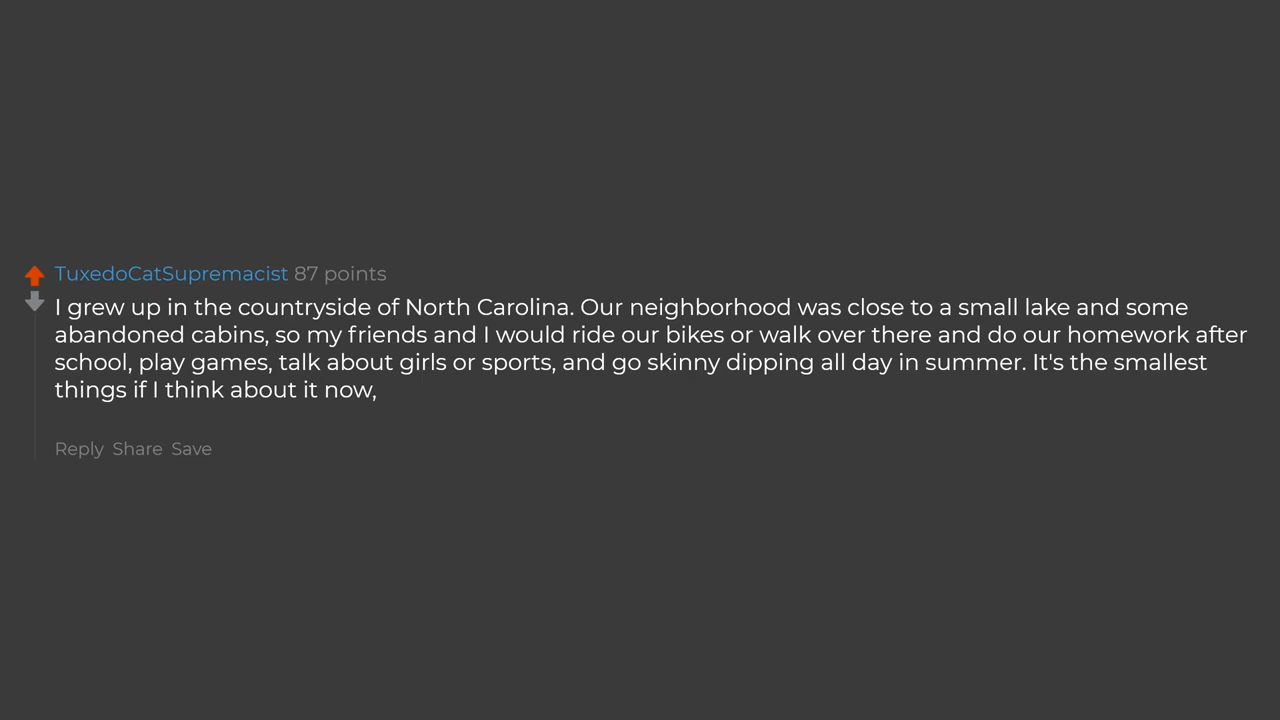 TuxedoCatSupremacist 87 points
I grew up in the countryside of North Carolina. Our neighborhood was close to a small lake and some
abandoned cabins, so my friends and I would ride our bikes or walk over there and do our homework after
school, play games, talk about girls or sports, and go skinny dipping all day in summer. It's the smallest
things if I think about it now,
Reply Share Save